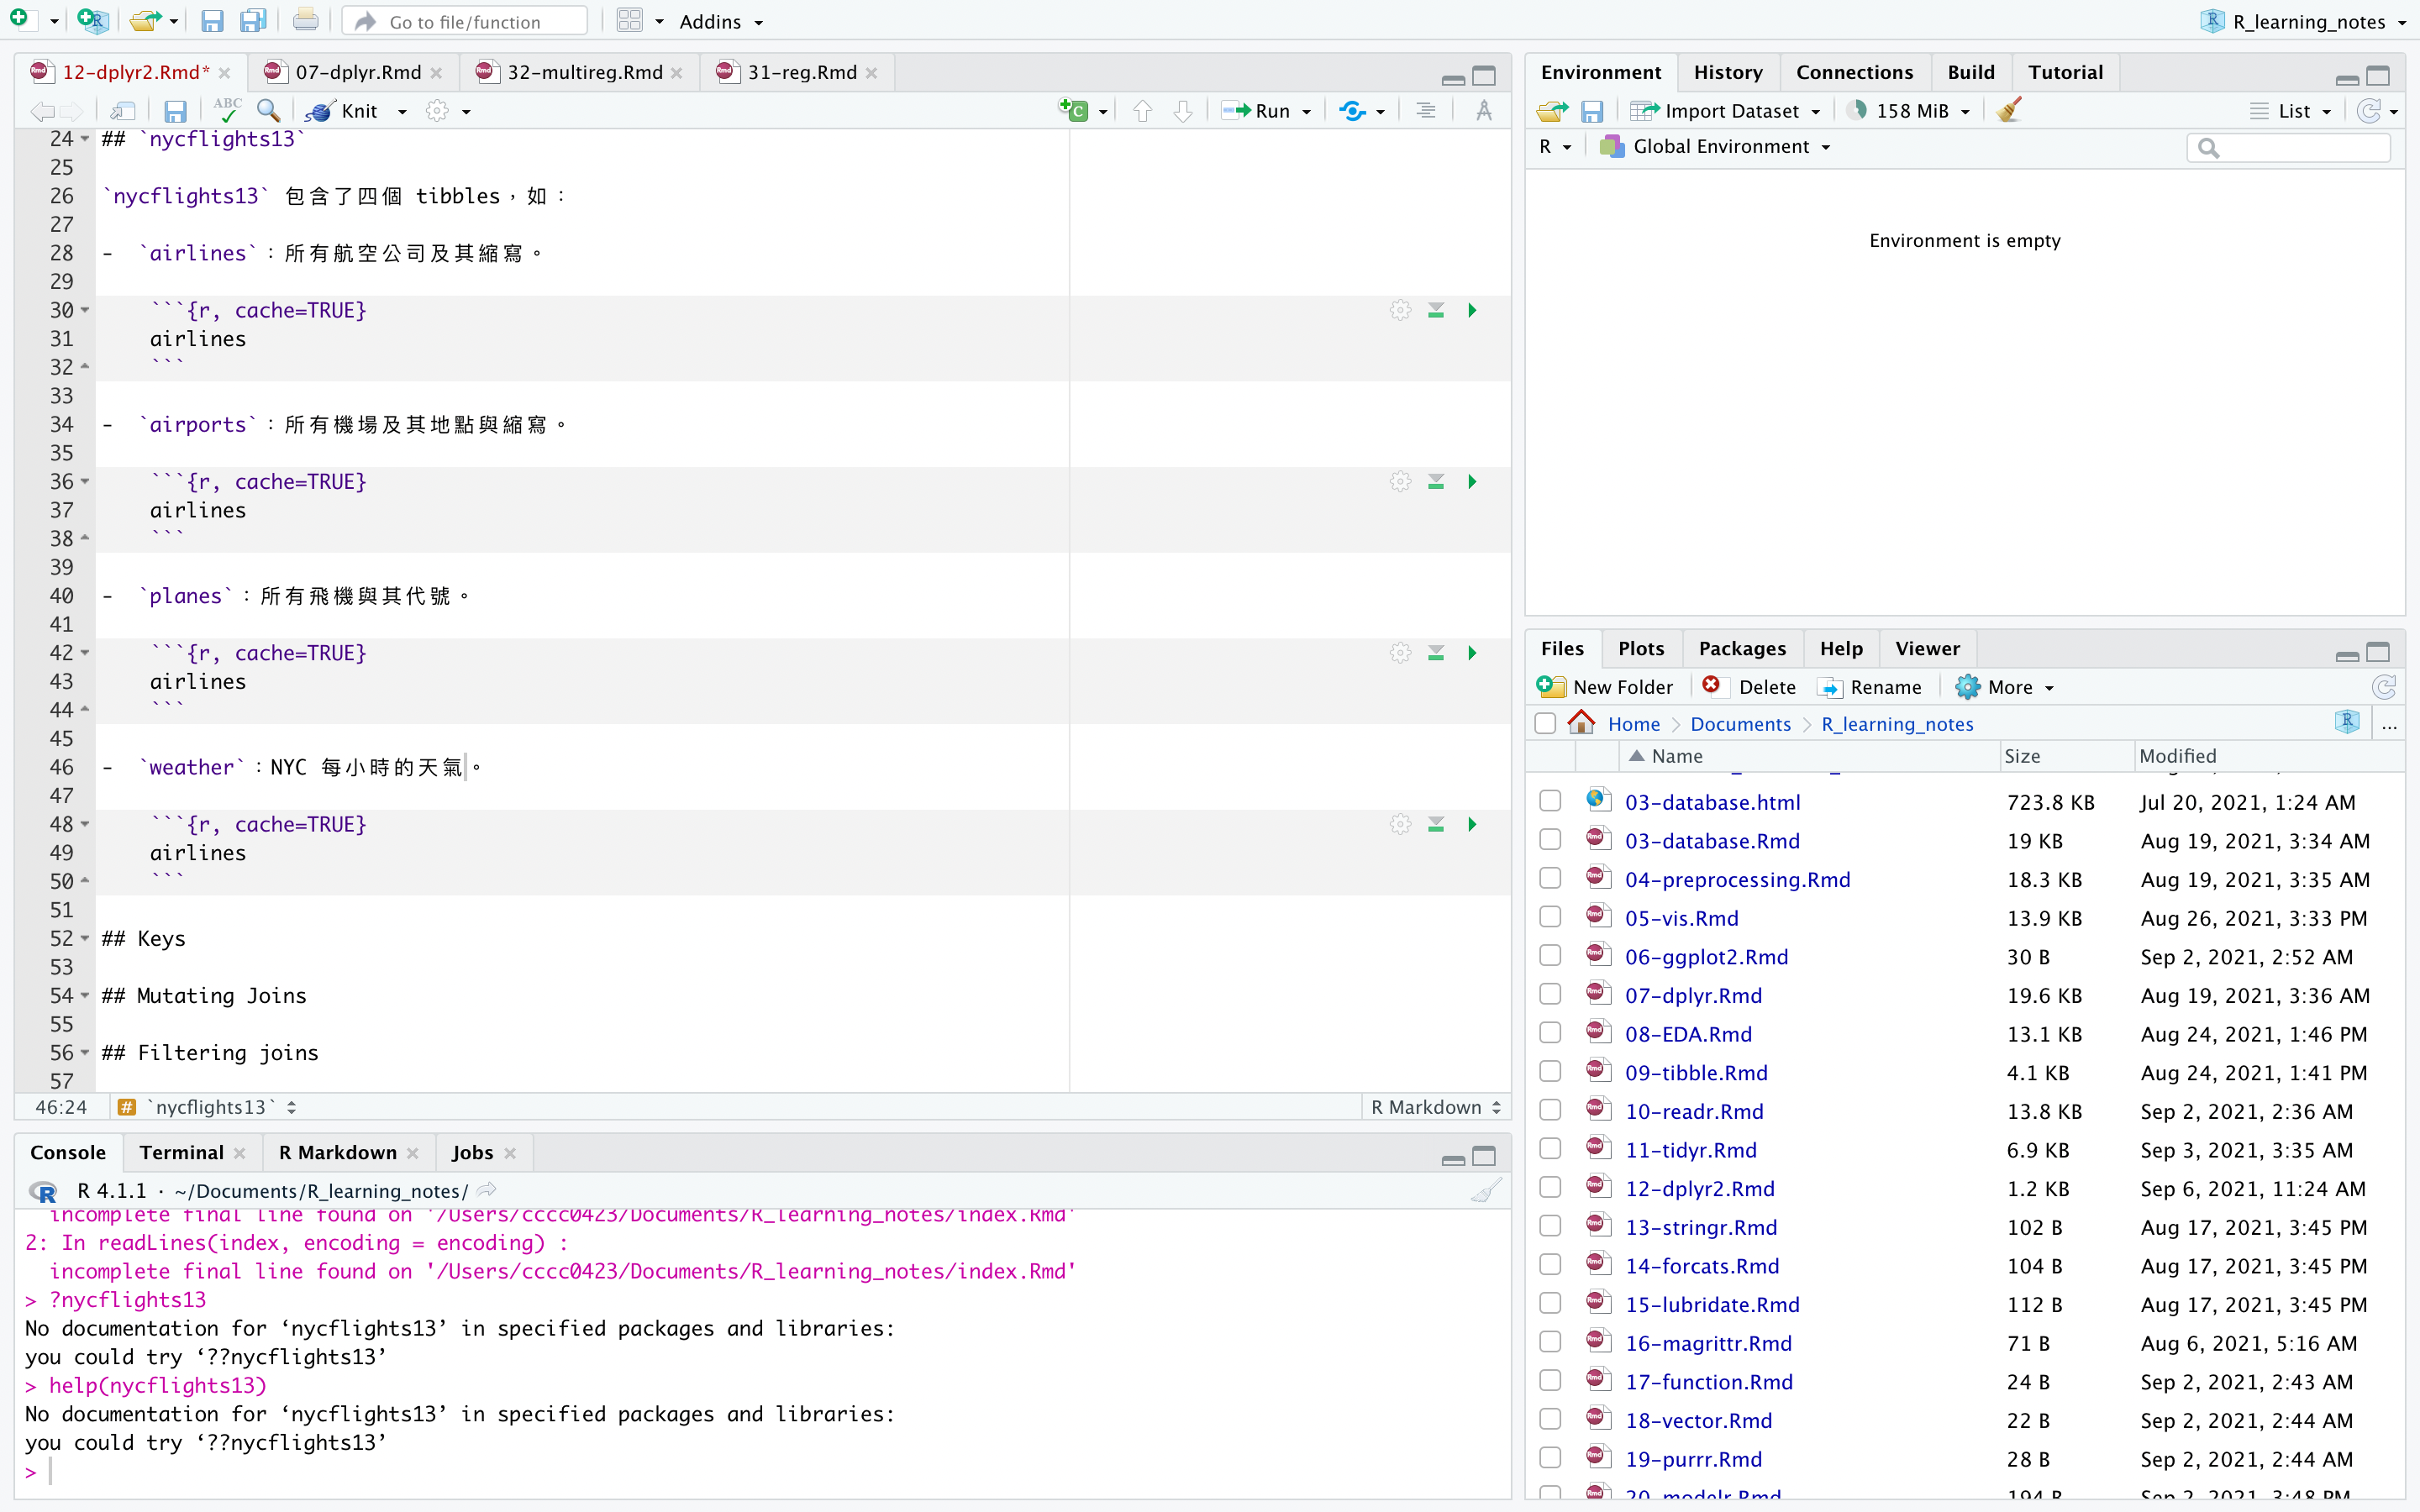 Go to file/function
Addins
R_learning_notes
12-dplyr2.Rmd*
07-dplyr.Rmd
32-multireg.Rmd
31-reg.Rmd
ABC
Knit
Run
24 ## `nycflights13`
25
26 `nycflights13` 包含了四個 tibbles，如：
27
28 - `airlines`：所有航空公司及其縮寫。
29
30 ```{r, cache=TRUE}
31 airlines
32 ```
33
34 - `airports`：所有機場及其地點與縮寫。
35
36 ```{r, cache=TRUE}
37 airlines
38 ```
39
40 - `planes`：所有飛機與其代號。
41
42 ```{r, cache=TRUE}
43 airlines
44 ```
45
46 - `weather`：NYC 每小時的天氣。
47
48 ```{r, cache=TRUE}
49 airlines
50 ```
51
52 ## Keys
53
54 ## Mutating Joins
55
56 ## Filtering joins
57
46:24 # `nycflights13` R Markdown
Console Terminal R Markdown Jobs
R 4.1.1 · ~/Documents/R_learning_notes/
incomplete final line found on '/Users/cccc0423/Documents/R_learning_notes/index.Rmd'
2: In readLines(index, encoding = encoding) :
incomplete final line found on '/Users/cccc0423/Documents/R_learning_notes/index.Rmd'
> ?nycflights13
No documentation for ‘nycflights13’ in specified packages and libraries:
you could try ‘??nycflights13’
> help(nycflights13)
No documentation for ‘nycflights13’ in specified packages and libraries:
you could try ‘??nycflights13’
>
Environment History Connections Build Tutorial
Import Dataset 158 MiB List
R Global Environment
Environment is empty
Files Plots Packages Help Viewer
New Folder Delete Rename More
Home Documents R_learning_notes ...
Name Size Modified
03-database.html 723.8 KB Jul 20, 2021, 1:24 AM
03-database.Rmd 19 KB Aug 19, 2021, 3:34 AM
04-preprocessing.Rmd 18.3 KB Aug 19, 2021, 3:35 AM
05-vis.Rmd 13.9 KB Aug 26, 2021, 3:33 PM
06-ggplot2.Rmd 30 B Sep 2, 2021, 2:52 AM
07-dplyr.Rmd 19.6 KB Aug 19, 2021, 3:36 AM
08-EDA.Rmd 13.1 KB Aug 24, 2021, 1:46 PM
09-tibble.Rmd 4.1 KB Aug 24, 2021, 1:41 PM
10-readr.Rmd 13.8 KB Sep 2, 2021, 2:36 AM
11-tidyr.Rmd 6.9 KB Sep 3, 2021, 3:35 AM
12-dplyr2.Rmd 1.2 KB Sep 6, 2021, 11:24 AM
13-stringr.Rmd 102 B Aug 17, 2021, 3:45 PM
14-forcats.Rmd 104 B Aug 17, 2021, 3:45 PM
15-lubridate.Rmd 112 B Aug 17, 2021, 3:45 PM
16-magrittr.Rmd 71 B Aug 6, 2021, 5:16 AM
17-function.Rmd 24 B Sep 2, 2021, 2:43 AM
18-vector.Rmd 22 B Sep 2, 2021, 2:44 AM
19-purrr.Rmd 28 B Sep 2, 2021, 2:44 AM
20-modelr.Rmd 194 B Sep 2, 2021, 3:48 PM